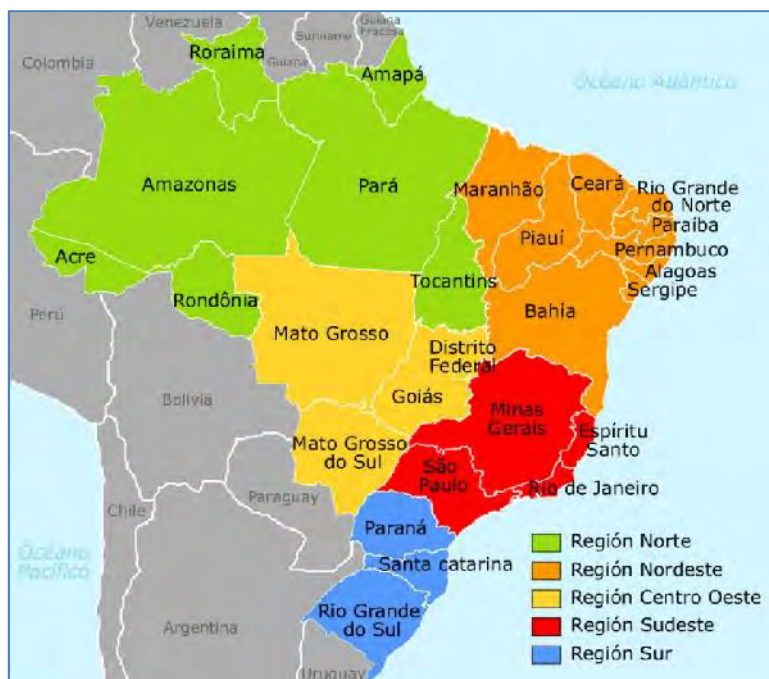 Venezuela
Guiana
Francesa
Suriname
Guiana
Colombia
Roraima
Amapá
Océano Atlántico
Amazonas
Pará
Maranhão
Ceará
Rio Grande
do Norte
Paraíba
Piauí
Pernambuco
Acre
Alagoas
Rondônia
Tocantins
Sergipe
Perú
Mato Grosso
Bahia
Distrito
Federal
Goiás
Bolivia
Minas
Gerais
Espíritu
Santo
Mato Grosso
do Sul
São
Paulo
Rio de Janeiro
Paraguay
Chile
Paraná
Océano
Pacífico
Santa catarina
Rio Grande
do Sul
Argentina
Uruguay
Región Norte
Región Nordeste
Región Centro Oeste
Región Sudeste
Región Sur